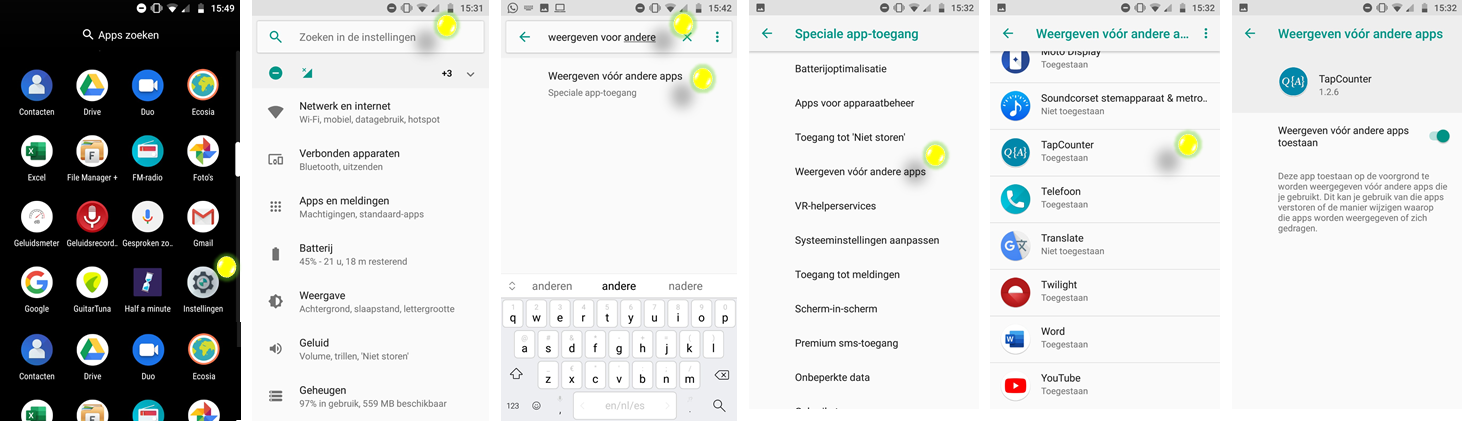 15:49
Apps zoeken
Contacten
Drive
Duo
Ecosia
Excel
File Manager +
FM-radio
Foto's
Geluidsmeter
Geluidsrecord..
Gesproken zo..
Gmail
Google
GuitarTuna
Half a minute
Instellingen
Contacten
Drive
Duo
Ecosia
15:31
Zoeken in de instellingen
+3
Netwerk en internet
Wi-Fi, mobiel, datagebruik, hotspot
Verbonden apparaten
Bluetooth, uitzenden
Apps en meldingen
Machtigingen, standaard-apps
Batterij
45% - 21 u, 18 m resterend
Weergave
Achtergrond, slaapstand, lettergrootte
Geluid
Volume, trillen, 'Niet storen'
Geheugen
97% in gebruik, 559 MB beschikbaar
15:42
weergeven voor andere
Weergeven vóór andere apps
Speciale app-toegang
anderen andere nadere
1 2 3 4 5 6 7 8 9 0
q w e r t y u i o p
a s d f g h j k l
z x c v b n m
123 , en/nl/es .
15:32
Speciale app-toegang
Batterijoptimalisatie
Apps voor apparaatbeheer
Toegang tot 'Niet storen'
Weergeven vóór andere apps
VR-helperservices
Systeeminstellingen aanpassen
Toegang tot meldingen
Scherm-in-scherm
Premium sms-toegang
Onbeperkte data
15:32
Weergeven vóór andere a...
Moto Display
Toegestaan
Soundcorset stemapparaat & metro..
Niet toegestaan
Q{A}
TapCounter
Toegestaan
Telefoon
Toegestaan
Translate
Niet toegestaan
Twilight
Toegestaan
Word
Toegestaan
YouTube
Toegestaan
15:32
Weergeven vóór andere apps
Q{A}
TapCounter
1.2.6
Weergeven vóór andere apps
toestaan
Deze app toestaan op de voorgrond te
worden weergegeven vóór andere apps die
je gebruikt. Dit kan je gebruik van die apps
verstoren of de manier wijzigen waarop
die apps worden weergegeven of zich
gedragen.